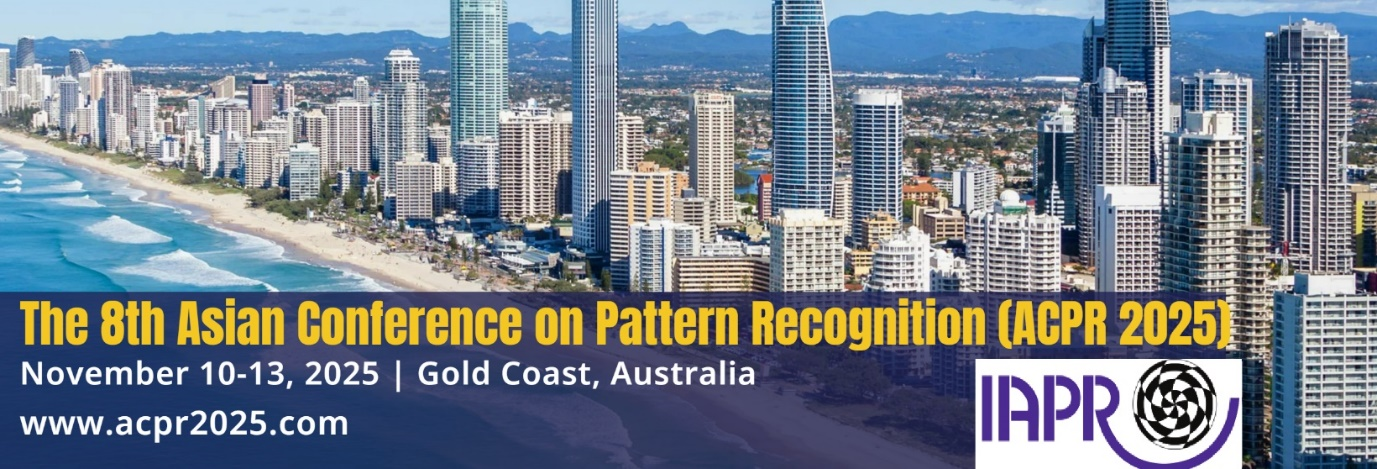 The 8th Asian Conference on Pattern Recognition (ACPR 2025)
November 10-13, 2025 | Gold Coast, Australia
www.acpr2025.com
IAPR